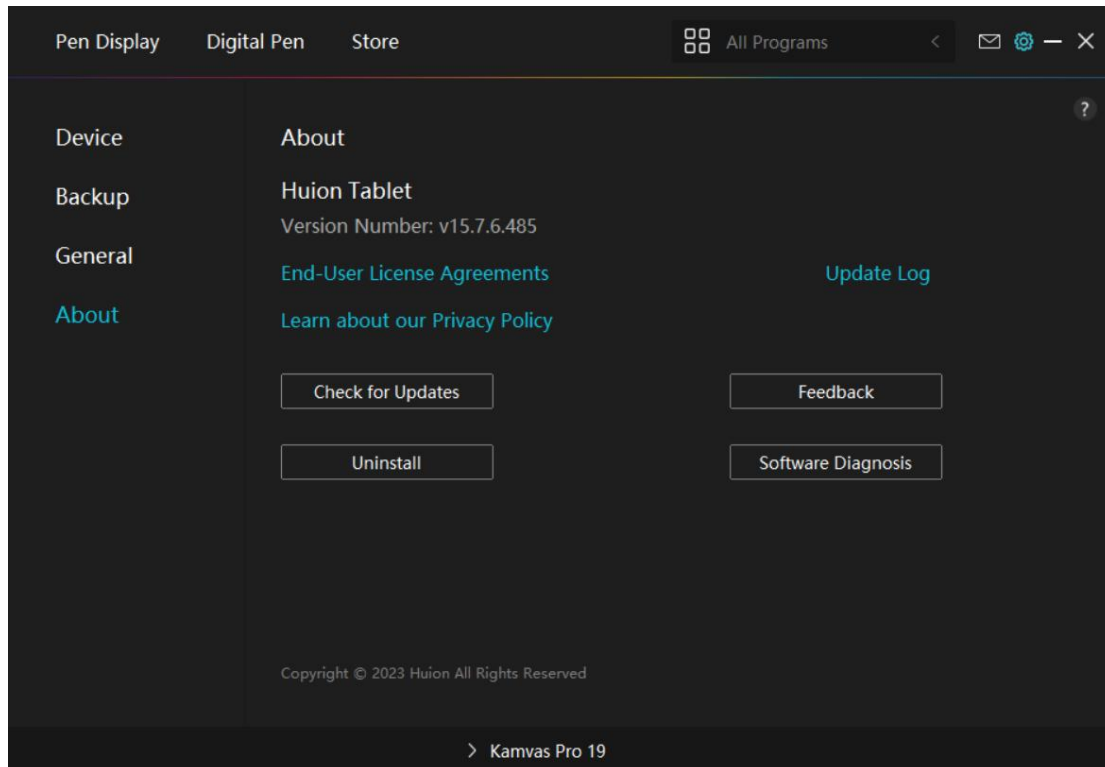 Pen Display Digital Pen Store All Programs
?
Device
Backup
General
About
About
Huion Tablet
Version Number: v15.7.6.485
End-User License Agreements Update Log
Learn about our Privacy Policy
Check for Updates Feedback
Uninstall Software Diagnosis
Copyright © 2023 Huion All Rights Reserved
Kamvas Pro 19